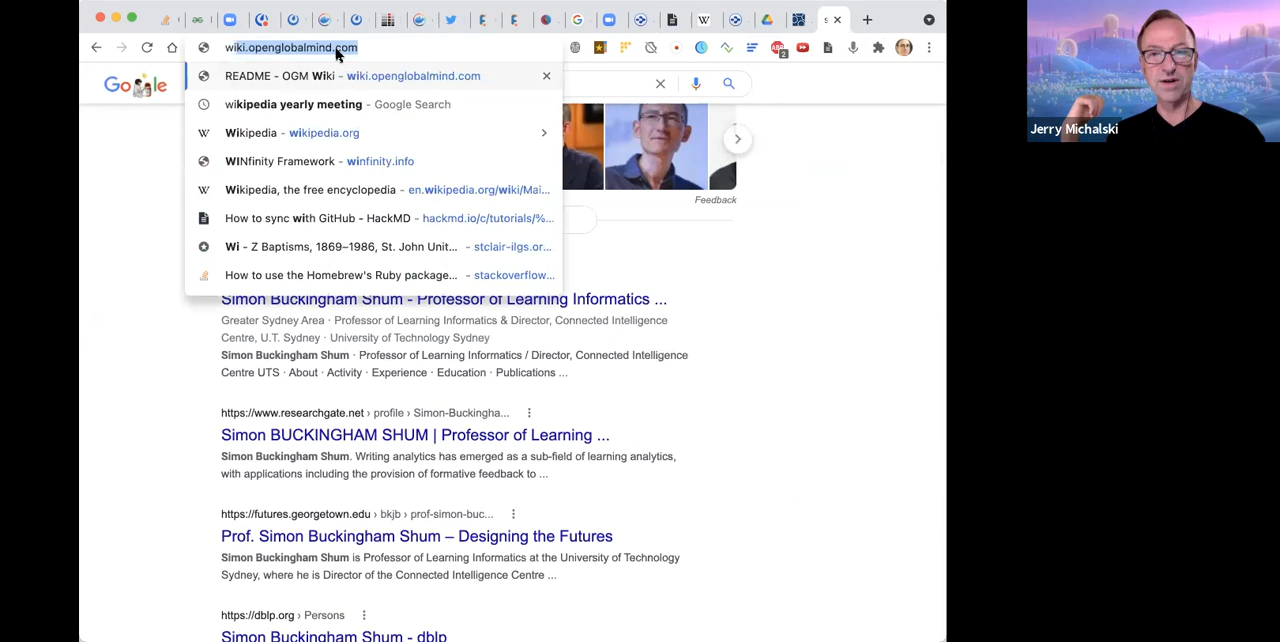 wiki.openglobalmind.com
2
README - OGM Wiki - wiki.openglobalmind.com
Google
wikipedia yearly meeting - Google Search
Wikipedia - wikipedia.org
Jerry Michalski
WINfinity Framework - winfinity.info
Wikipedia, the free encyclopedia - en.wikipedia.org/wiki/Mai...
Feedback
How to sync with GitHub - HackMD - hackmd.io/c/tutorials/%...
Wi - Z Baptisms, 1869–1986, St. John Unit... - stclair-ilgs.or...
How to use the Homebrew's Ruby package... - stackoverflow...
Simon Buckingham Shum - Professor of Learning Informatics ...
Greater Sydney Area · Professor of Learning Informatics & Director, Connected Intelligence
Centre, U.T. Sydney · University of Technology Sydney
Simon Buckingham Shum · Professor of Learning Informatics / Director, Connected Intelligence
Centre UTS · About · Activity · Experience · Education · Publications ...
https://www.researchgate.net › profile › Simon-Buckingha...
Simon BUCKINGHAM SHUM | Professor of Learning ...
Simon Buckingham Shum. Writing analytics has emerged as a sub-field of learning analytics,
with applications including the provision of formative feedback to ...
https://futures.georgetown.edu › bkjb › prof-simon-buc...
Prof. Simon Buckingham Shum – Designing the Futures
Simon Buckingham Shum is Professor of Learning Informatics at the University of Technology
Sydney, where he is Director of the Connected Intelligence Centre ...
https://dblp.org › Persons
Simon Buckingham Shum - dblp